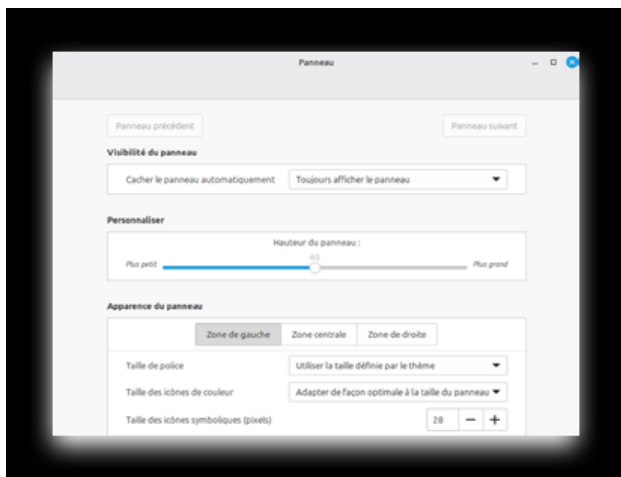 Panneau
Panneau précédent
Panneau suivant
Visibilité du panneau
Cacher le panneau automatiquement
Toujours afficher le panneau
Personnaliser
Hauteur du panneau :
40
Plus petit
Plus grand
Apparence du panneau
Zone de gauche
Zone centrale
Zone de droite
Taille de police
Utiliser la taille définie par le thème
Taille des icônes de couleur
Adapter de façon optimale à la taille du panneau
Taille des icônes symboliques (pixels)
28